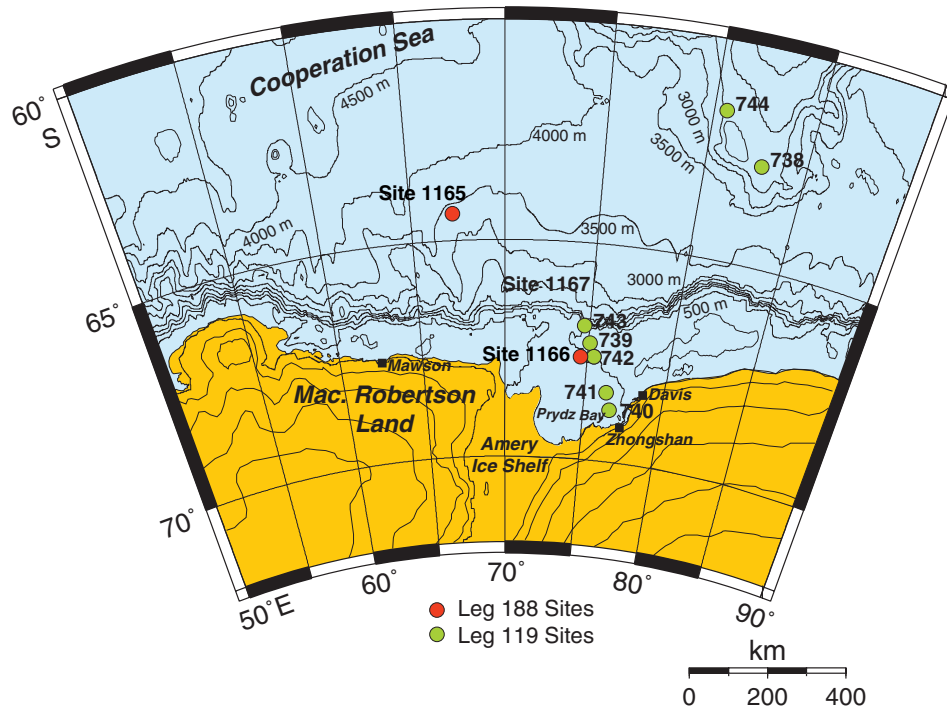 Cooperation Sea
60°
S
4500 m
4000 m
3000 m
3500 m
744
738
Site 1165
4000 m
3500 m
3000 m
500 m
65°
Site 1167
743
739
Site 1166
742
Mawson
741
740
Davis
Prydz Bay
Zhongshan
Mac. Robertson
Land
Amery
Ice Shelf
70°
50°E
60°
70°
80°
90°
Leg 188 Sites
Leg 119 Sites
km
0 200 400